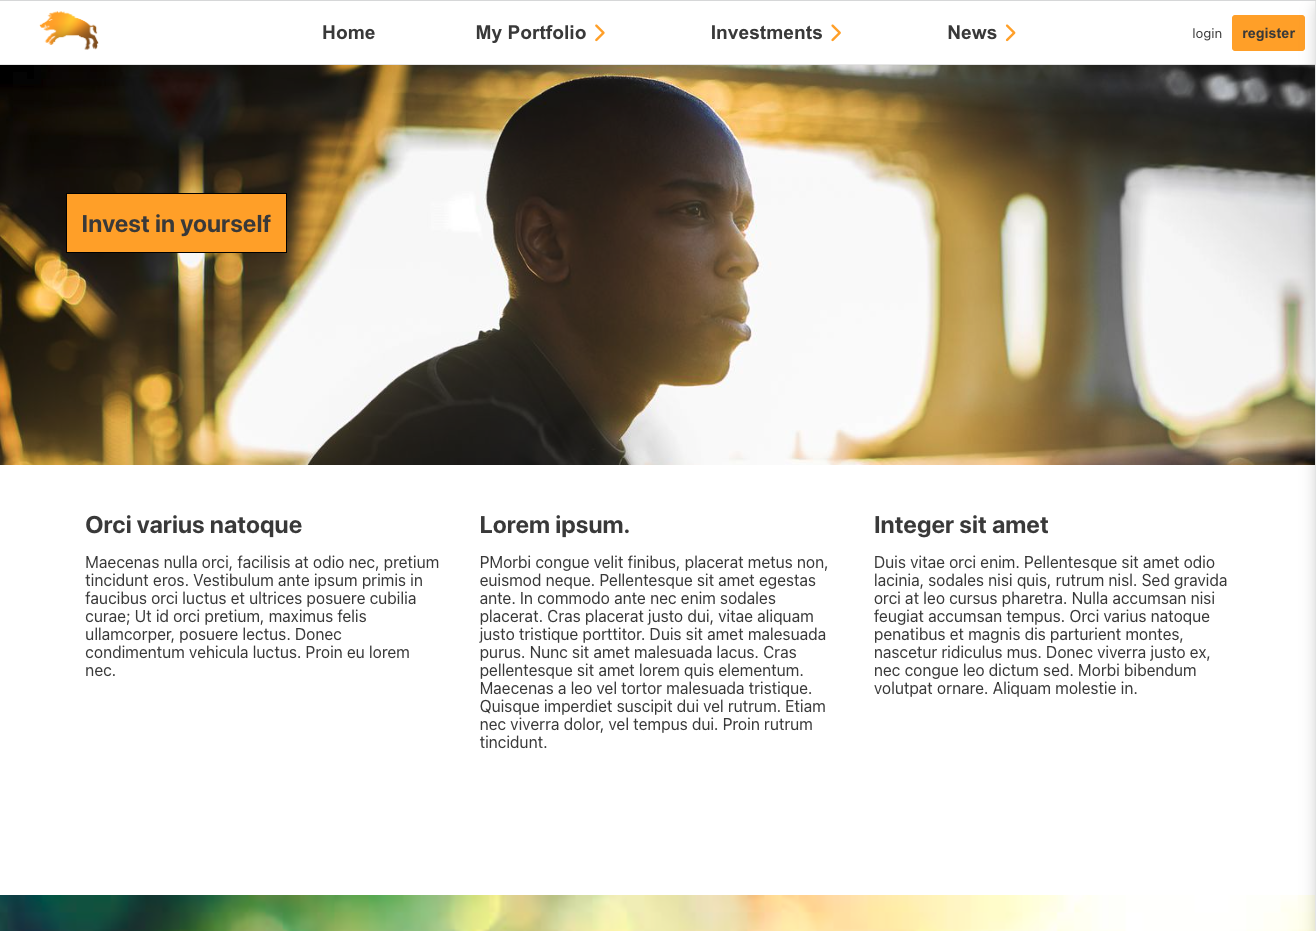 Home
My Portfolio
Investments
News
login
register
Invest in yourself
Orci varius natoque
Maecenas nulla orci, facilisis at odio nec, pretium
tincidunt eros. Vestibulum ante ipsum primis in
faucibus orci luctus et ultrices posuere cubilia
curae; Ut id orci pretium, maximus felis
ullamcorper, posuere lectus. Donec
condimentum vehicula luctus. Proin eu lorem
nec.
Lorem ipsum.
PMorbi congue velit finibus, placerat metus non,
euismod neque. Pellentesque sit amet egestas
ante. In commodo ante nec enim sodales
placerat. Cras placerat justo dui, vitae aliquam
justo tristique porttitor. Duis sit amet malesuada
purus. Nunc sit amet malesuada lacus. Cras
pellentesque sit amet lorem quis elementum.
Maecenas a leo vel tortor malesuada tristique.
Quisque imperdiet suscipit dui vel rutrum. Etiam
nec viverra dolor, vel tempus dui. Proin rutrum
tincidunt.
Integer sit amet
Duis vitae orci enim. Pellentesque sit amet odio
lacinia, sodales nisi quis, rutrum nisl. Sed gravida
orci at leo cursus pharetra. Nulla accumsan nisi
feugiat accumsan tempus. Orci varius natoque
penatibus et magnis dis parturient montes,
nascetur ridiculus mus. Donec viverra justo ex,
nec congue leo dictum sed. Morbi bibendum
volutpat ornare. Aliquam molestie in.